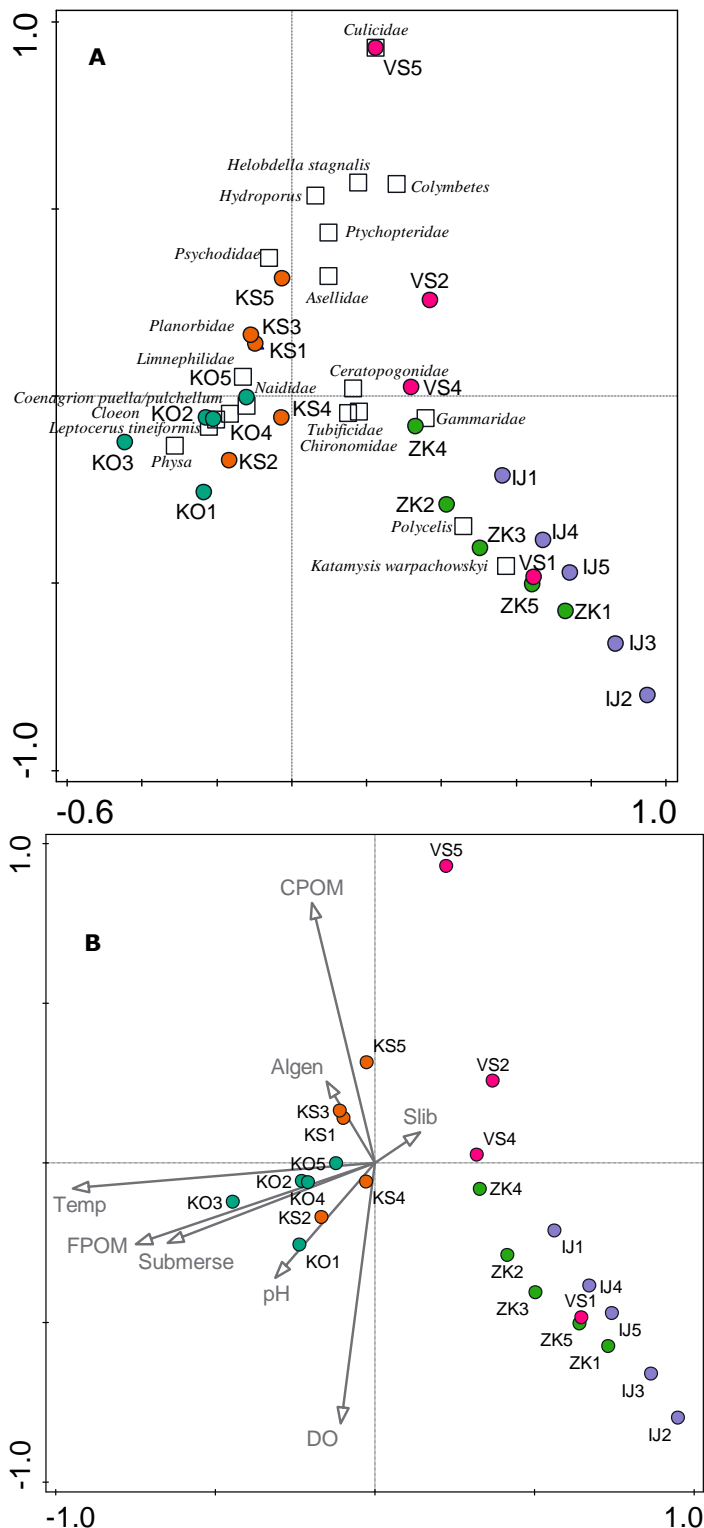 1.0
A
Culicidae
VS5
Helobdella stagnalis
Colymbetes
Hydroporus
Ptychopteridae
Psychodidae
KS5
Asellidae
VS2
Planorbidae
KS3
KS1
Limnephilidae
KO5
Naididae
Ceratopogonidae
VS4
Coenagrion puella/pulchellum
Cloeon
KO2
KS4
Gammaridae
Leptocerus tineiformis
KO4
Tubificidae
Chironomidae
ZK4
KO3
Physa
KS2
IJ1
KO1
ZK2
Polycelis
ZK3
IJ4
Katamysis warpachowskyi
VS1
IJ5
ZK5
ZK1
IJ3
IJ2
-1.0
-0.6
1.0
1.0
VS5
CPOM
B
KS5
Algen
VS2
KS3
Slib
KS1
VS4
KO5
KO2
Temp
KO3
KO4
KS4
ZK4
KS2
FPOM
Submerse
KO1
IJ1
ZK2
pH
IJ4
ZK3
VS1
IJ5
ZK5
ZK1
IJ3
DO
IJ2
-1.0
-1.0
1.0